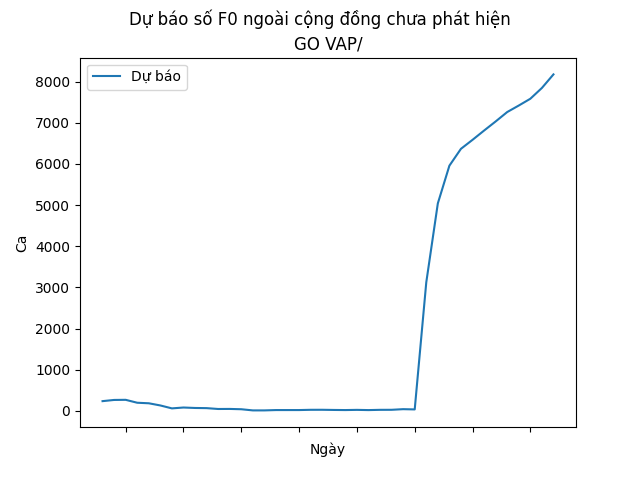 Dự báo số F0 ngoài cộng đồng chưa phát hiện
GO VAP/
Dự báo
8000
7000
6000
5000
4000
3000
2000
1000
0
Ca
Ngày